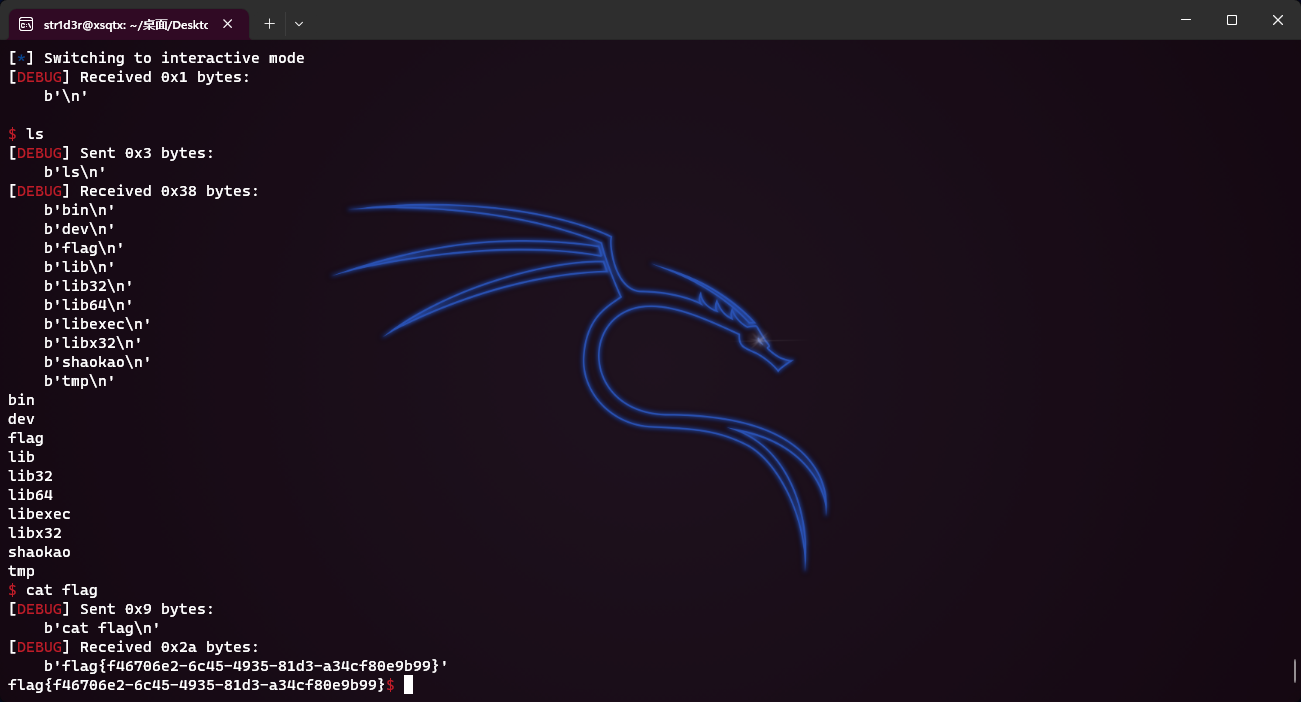 str1d3r@xsqtx: ~/桌面/Deskto
[*] Switching to interactive mode
[DEBUG] Received 0x1 bytes:
b'\n'
$ ls
[DEBUG] Sent 0x3 bytes:
b'ls\n'
[DEBUG] Received 0x38 bytes:
b'bin\n'
b'dev\n'
b'flag\n'
b'lib\n'
b'lib32\n'
b'lib64\n'
b'libexec\n'
b'libx32\n'
b'shaokao\n'
b'tmp\n'
bin
dev
flag
lib
lib32
lib64
libexec
libx32
shaokao
tmp
$ cat flag
[DEBUG] Sent 0x9 bytes:
b'cat flag\n'
[DEBUG] Received 0x2a bytes:
b'flag{f46706e2-6c45-4935-81d3-a34cf80e9b99}'
flag{f46706e2-6c45-4935-81d3-a34cf80e9b99}$